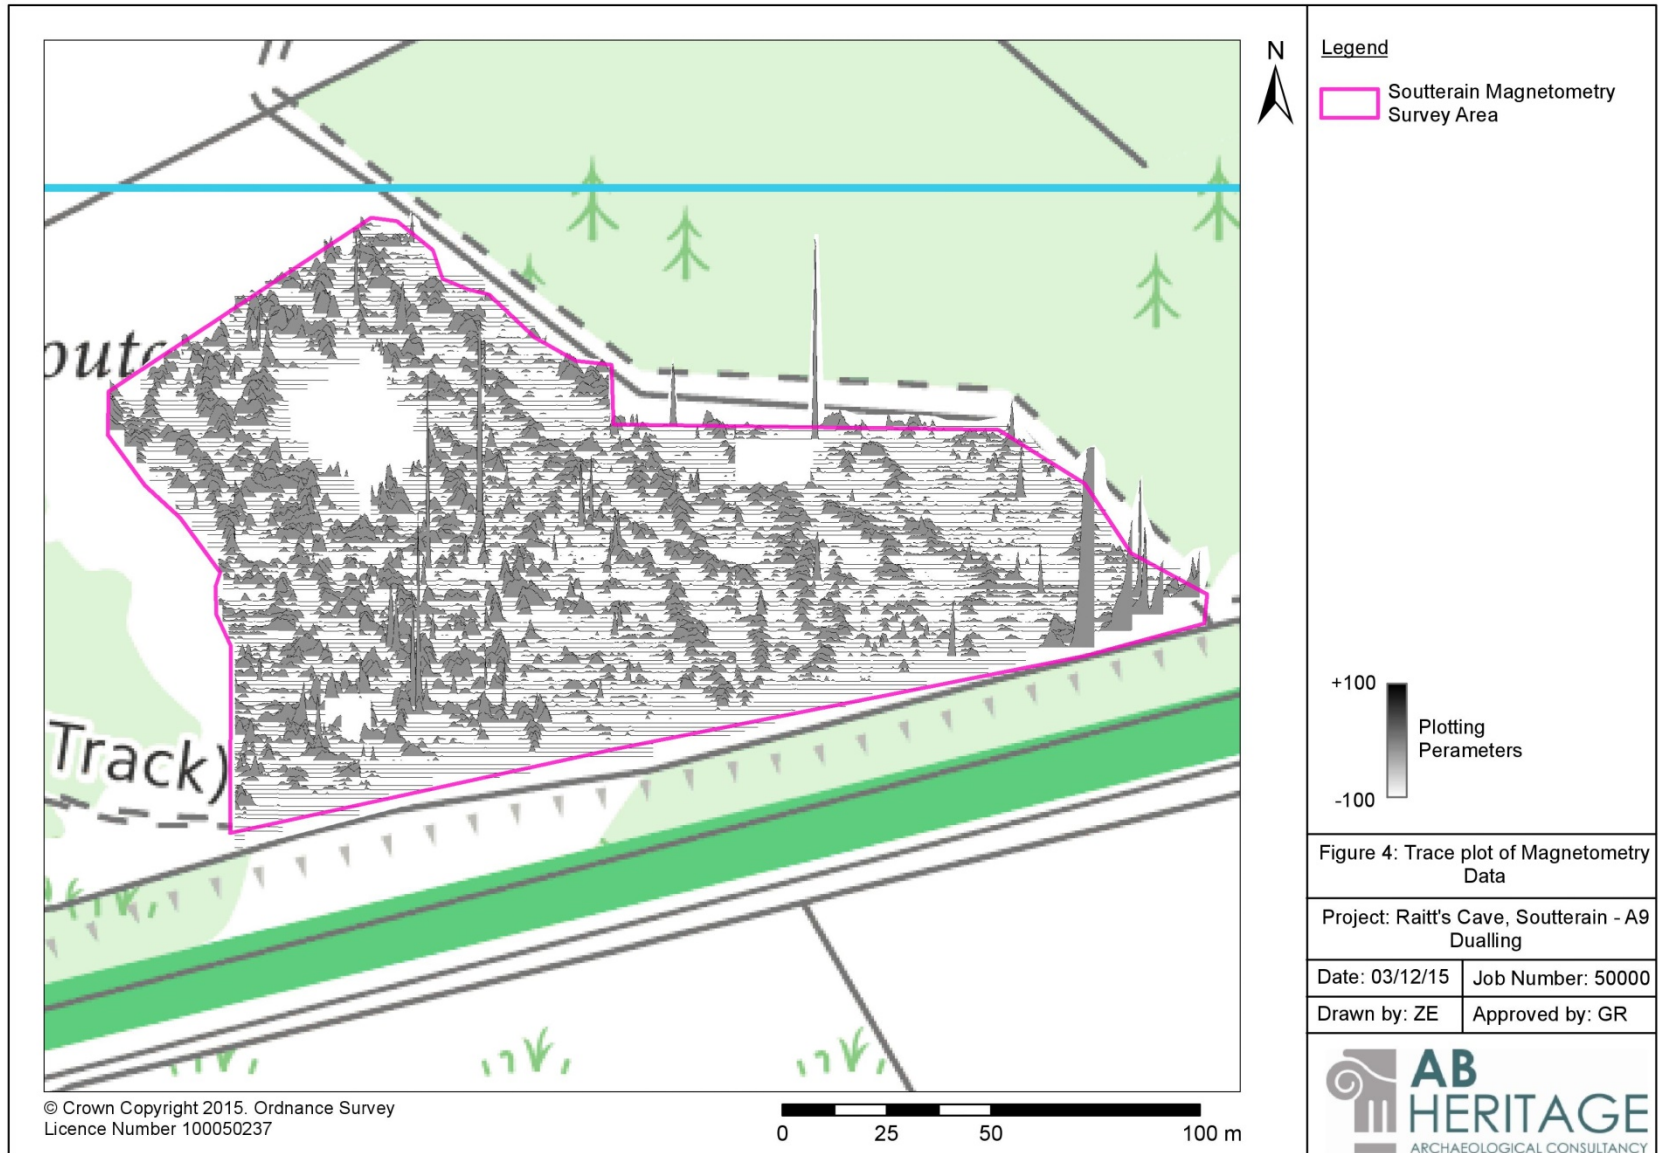 N
oute
Track)
© Crown Copyright 2015. Ordnance Survey
Licence Number 100050237
0 25 50 100 m
Legend
Soutterain Magnetometry
Survey Area
+100
Plotting
Perameters
-100
Figure 4: Trace plot of Magnetometry
Data
Project: Raitt's Cave, Soutterain - A9
Dualling
Date: 03/12/15
Job Number: 50000
Drawn by: ZE
Approved by: GR
AB
HERITAGE
ARCHAEOLOGICAL CONSULTANCY